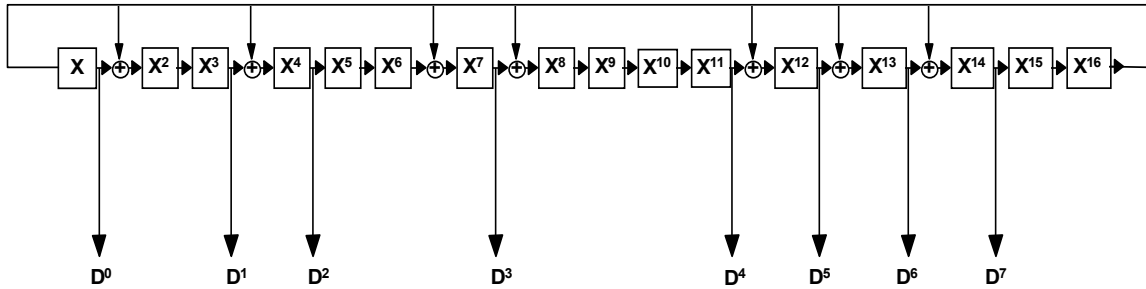 X X² X³ X⁴ X⁵ X⁶ X⁷ X⁸ X⁹ X¹⁰ X¹¹ X¹² X¹³ X¹⁴ X¹⁵ X¹⁶
D⁰ D¹ D² D³ D⁴ D⁵ D⁶ D⁷